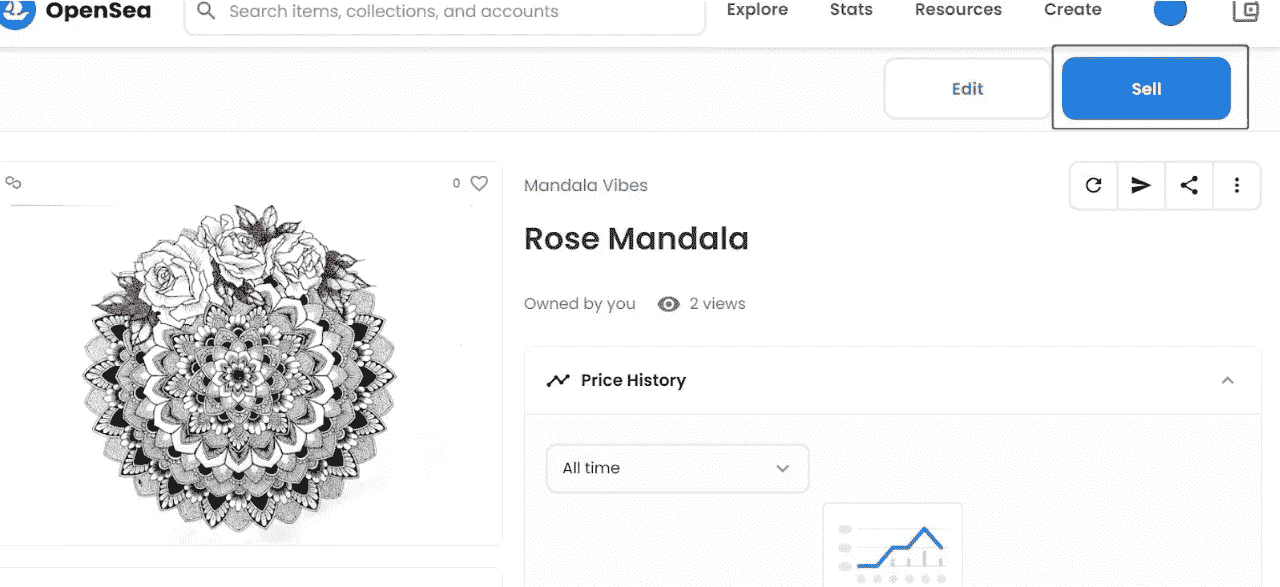 OpenSea
Search items, collections, and accounts
Explore Stats Resources Create
Edit
Sell
0
Mandala Vibes
Rose Mandala
Owned by you 2 views
Price History
All time